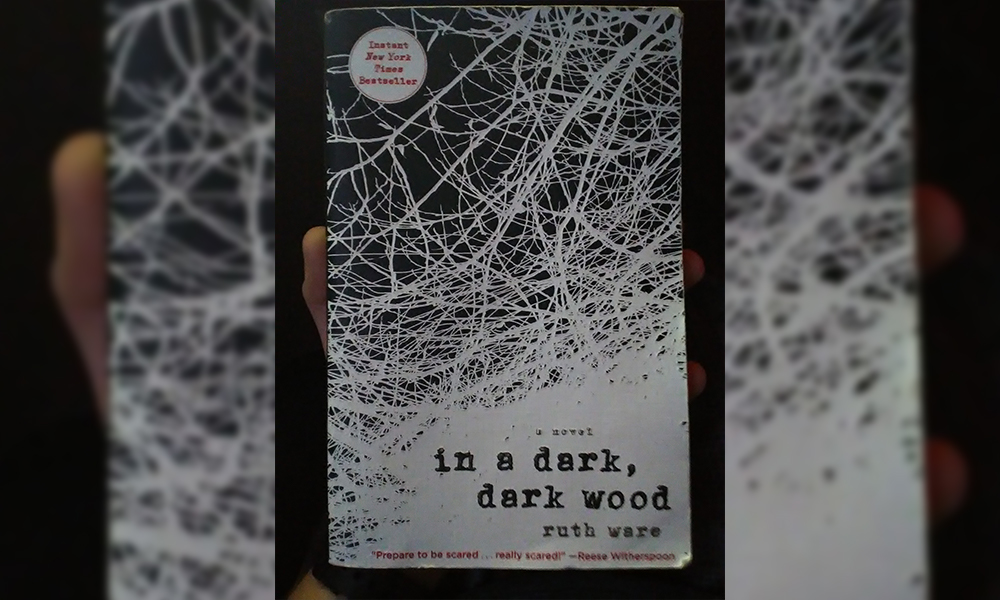 Instant
New York
Times
Bestseller
a novel
in a dark,
dark wood
ruth ware
"Prepare to be scared...really scared!" —Reese Witherspoon